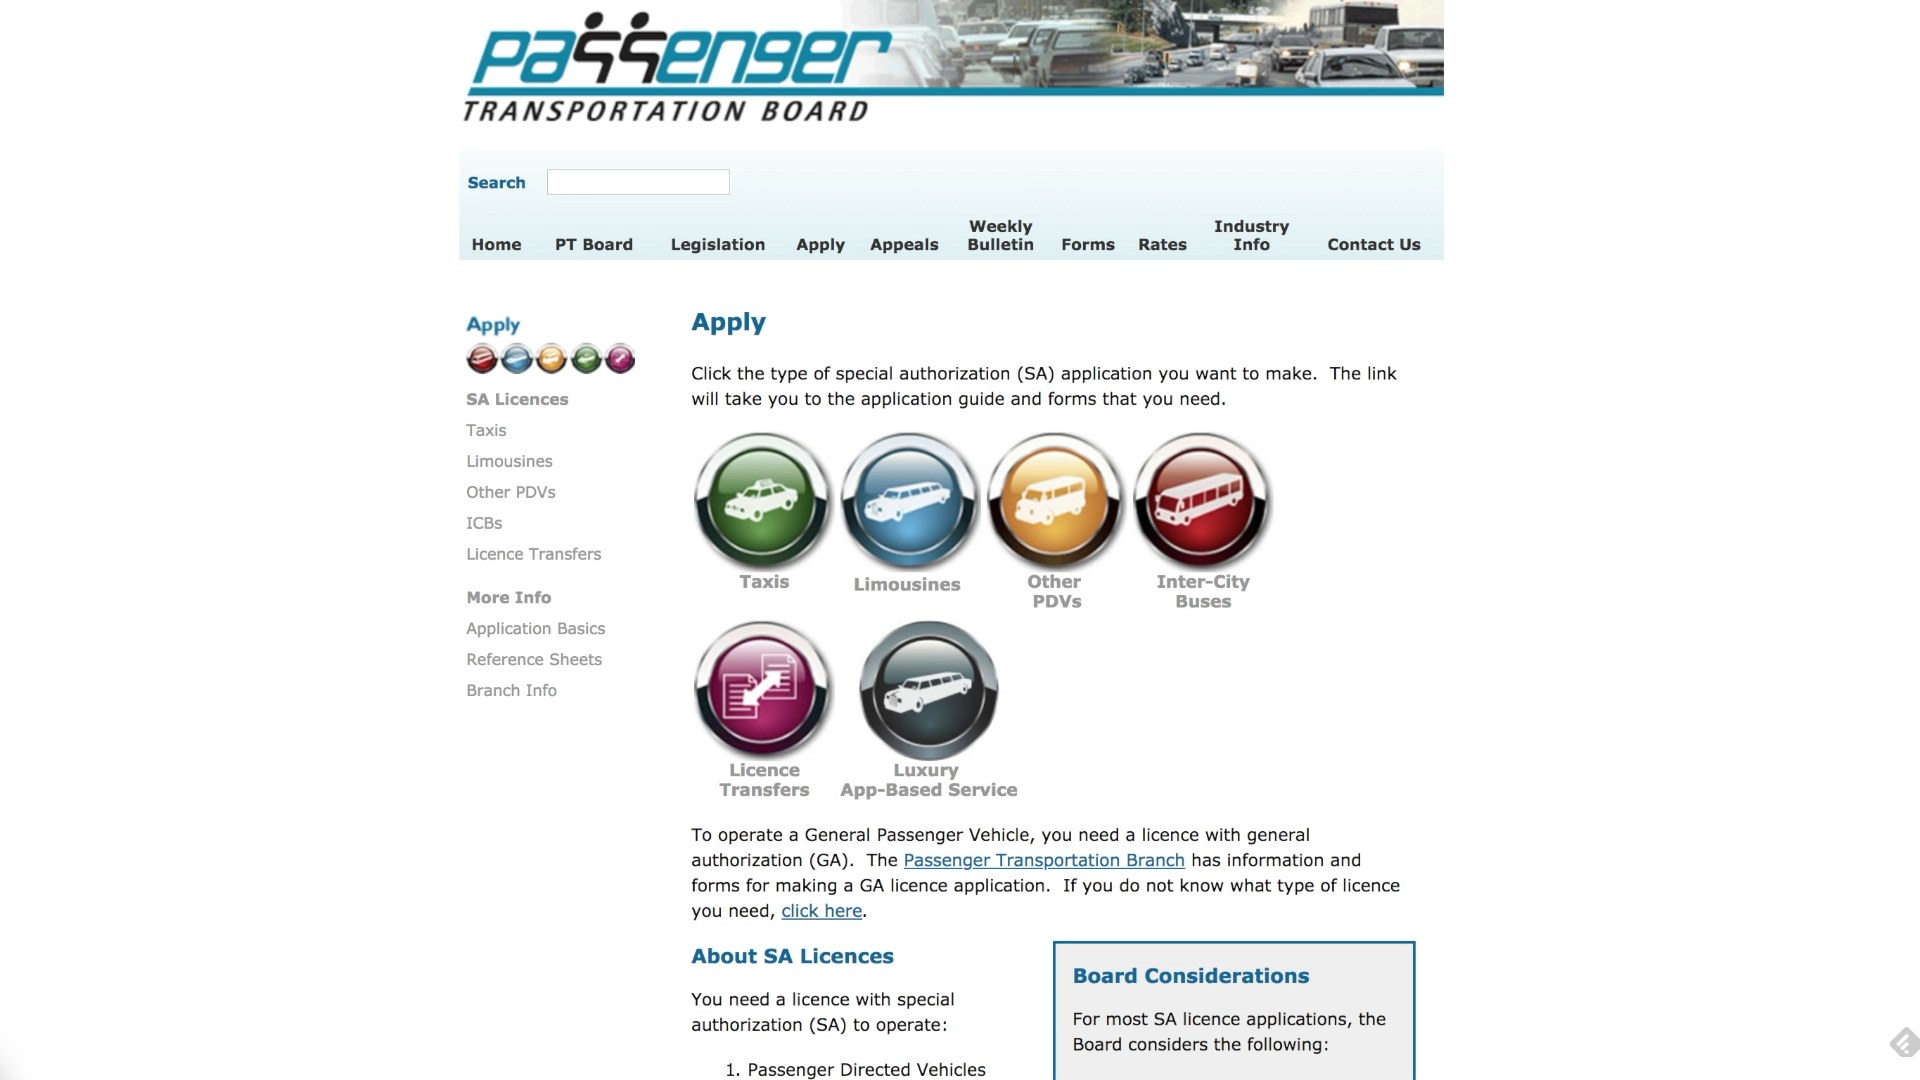 passenger
TRANSPORTATION BOARD
Search
Home
PT Board
Legislation
Apply
Appeals
Weekly
Bulletin
Forms
Rates
Industry
Info
Contact Us
Apply
SA Licences
Taxis
Limousines
Other PDVs
ICBs
Licence Transfers
More Info
Application Basics
Reference Sheets
Branch Info
Apply
Click the type of special authorization (SA) application you want to make.  The link
will take you to the application guide and forms that you need.
Taxis
Limousines
Other
PDVs
Inter-City
Buses
Licence
Transfers
Luxury
App-Based Service
To operate a General Passenger Vehicle, you need a licence with general
authorization (GA).  The Passenger Transportation Branch has information and
forms for making a GA licence application.  If you do not know what type of licence
you need, click here.
About SA Licences
You need a licence with special
authorization (SA) to operate:
1. Passenger Directed Vehicles
Board Considerations
For most SA licence applications, the
Board considers the following: